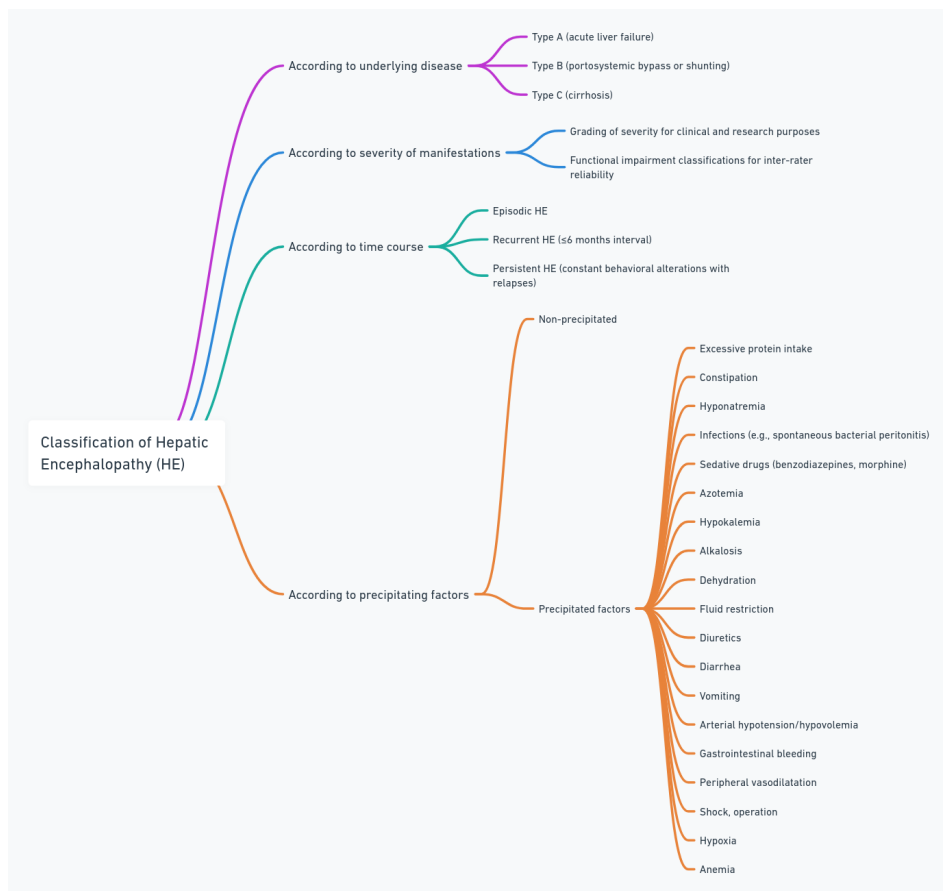 Classification of Hepatic
Encephalopathy (HE)
According to underlying disease
Type A (acute liver failure)
Type B (portosystemic bypass or shunting)
Type C (cirrhosis)
According to severity of manifestations
Grading of severity for clinical and research purposes
Functional impairment classifications for inter-rater
reliability
According to time course
Episodic HE
Recurrent HE (≤6 months interval)
Persistent HE (constant behavioral alterations with
relapses)
According to precipitating factors
Non-precipitated
Precipitated factors
Excessive protein intake
Constipation
Hyponatremia
Infections (e.g., spontaneous bacterial peritonitis)
Sedative drugs (benzodiazepines, morphine)
Azotemia
Hypokalemia
Alkalosis
Dehydration
Fluid restriction
Diuretics
Diarrhea
Vomiting
Arterial hypotension/hypovolemia
Gastrointestinal bleeding
Peripheral vasodilatation
Shock, operation
Hypoxia
Anemia